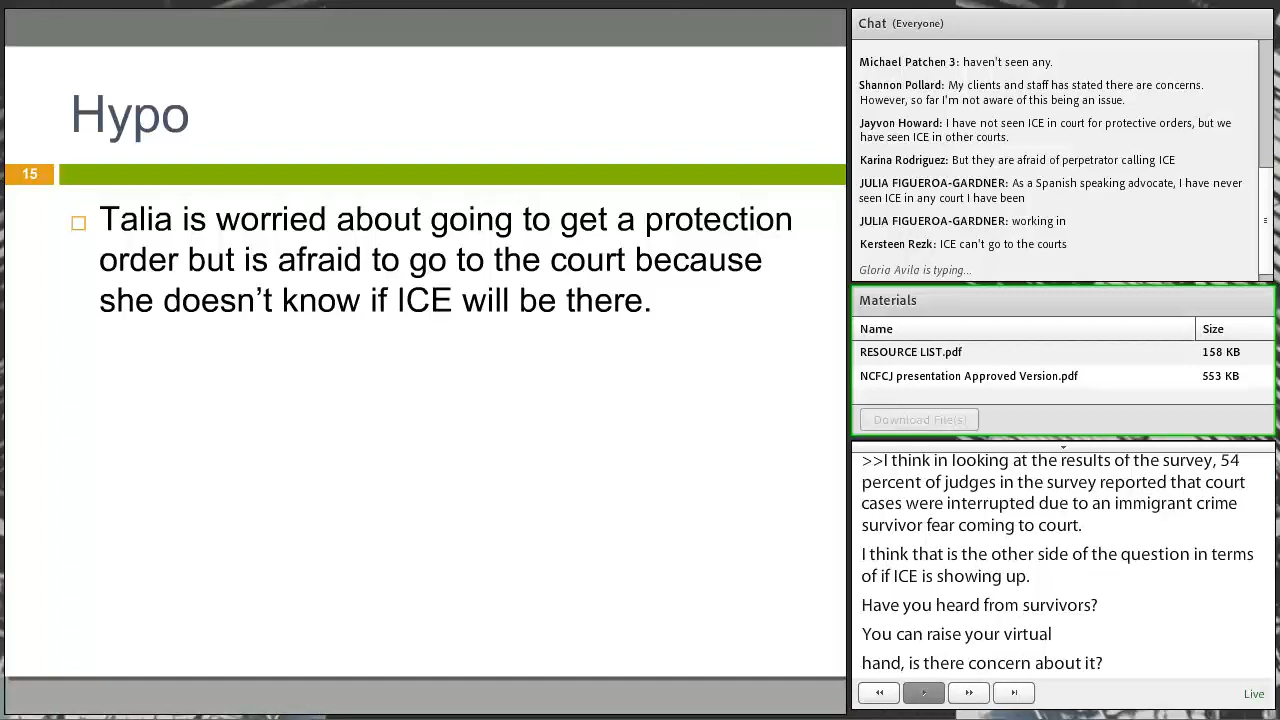 Hypo
15
Talia is worried about going to get a protection
order but is afraid to go to the court because
she doesn’t know if ICE will be there.
Chat (Everyone)
Michael Patchen 3: haven't seen any.
Shannon Pollard: My clients and staff has stated there are concerns.
However, so far I'm not aware of this being an issue.
Jayvon Howard: I have not seen ICE in court for protective orders, but we
have seen ICE in other courts.
Karina Rodriguez: But they are afraid of perpetrator calling ICE
JULIA FIGUEROA-GARDNER: As a Spanish speaking advocate, I have never
seen ICE in any court I have been
JULIA FIGUEROA-GARDNER: working in
Kersteen Rezk: ICE can't go to the courts
Gloria Avila is typing...
Materials
Name Size
RESOURCE LIST.pdf 158 KB
NCFCJ presentation Approved Version.pdf 553 KB
Download File(s)
>>I think in looking at the results of the survey, 54
percent of judges in the survey reported that court
cases were interrupted due to an immigrant crime
survivor fear coming to court.
I think that is the other side of the question in terms
of if ICE is showing up.
Have you heard from survivors?
You can raise your virtual
hand, is there concern about it?
Live